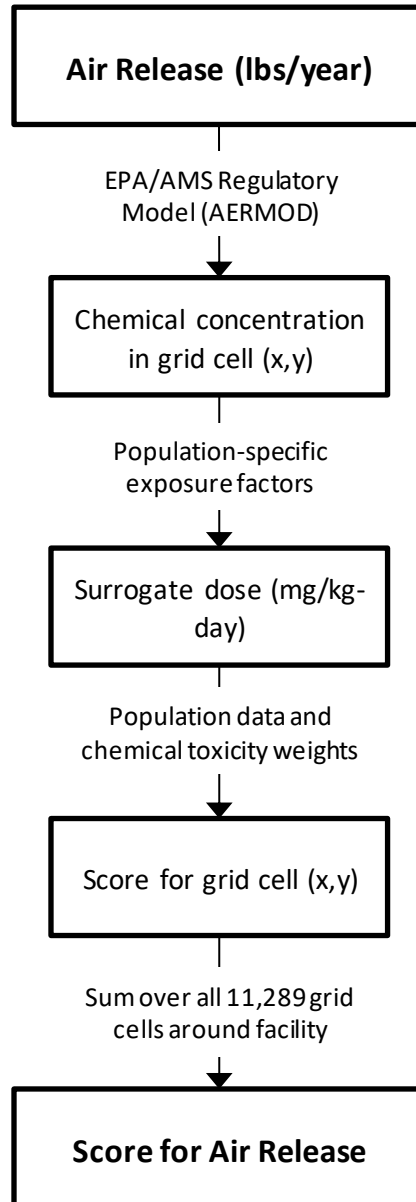 Air Release (lbs/year)
EPA/AMS Regulatory
Model (AERMOD)
Chemical concentration
in grid cell (x,y)
Population-specific
exposure factors
Surrogate dose (mg/kg-
day)
Population data and
chemical toxicity weights
Score for grid cell (x,y)
Sum over all 11,289 grid
cells around facility
Score for Air Release